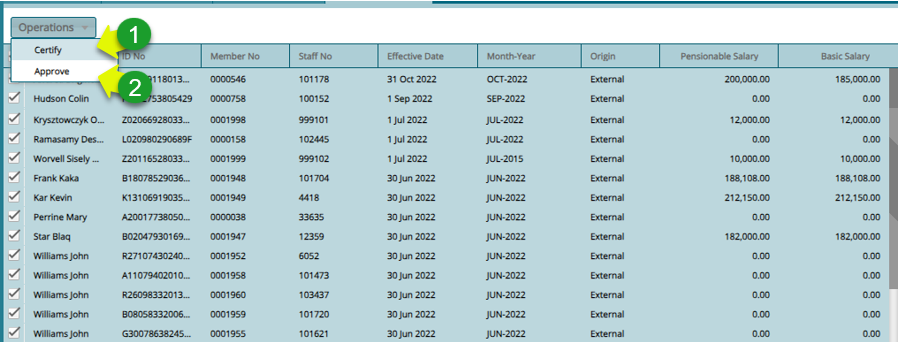 Operations
1
Certify
ID No Member No Staff No Effective Date Month-Year Origin Pensionable Salary Basic Salary
Approve
2
0000546 101178 31 Oct 2022 OCT-2022 External 200,000.00 185,000.00
Hudson Colin 0000758 100152 1 Sep 2022 SEP-2022 External 0.00 0.00
Krysztowczyk O... Z02066928033... 0001998 999101 1 Jul 2022 JUL-2022 External 12,000.00 12,000.00
Ramasamy Des... L020980290689F 0000158 102445 1 Jul 2022 JUL-2022 External 0.00 0.00
Worvell Sisely ... Z20116528033... 0001999 999102 1 Jul 2022 JUL-2015 External 10,000.00 10,000.00
Frank Kaka B18078529036... 0001948 101704 30 Jun 2022 JUN-2022 External 188,108.00 188,108.00
Kar Kevin K13106919035... 0001949 4418 30 Jun 2022 JUN-2022 External 212,150.00 212,150.00
Perrine Mary A20017738050... 0000038 33635 30 Jun 2022 JUN-2022 External 0.00 0.00
Star Blaq B02047930169... 0001947 12359 30 Jun 2022 JUN-2022 External 182,000.00 182,000.00
Williams John R27107430240... 0001952 6052 30 Jun 2022 JUN-2022 External 0.00 0.00
Williams John A11079402010... 0001958 101473 30 Jun 2022 JUN-2022 External 0.00 0.00
Williams John R26098332013... 0001960 103437 30 Jun 2022 JUN-2022 External 0.00 0.00
Williams John B08058332006... 0001959 101720 30 Jun 2022 JUN-2022 External 0.00 0.00
Williams John G30078638245... 0001955 101621 30 Jun 2022 JUN-2022 External 0.00 0.00